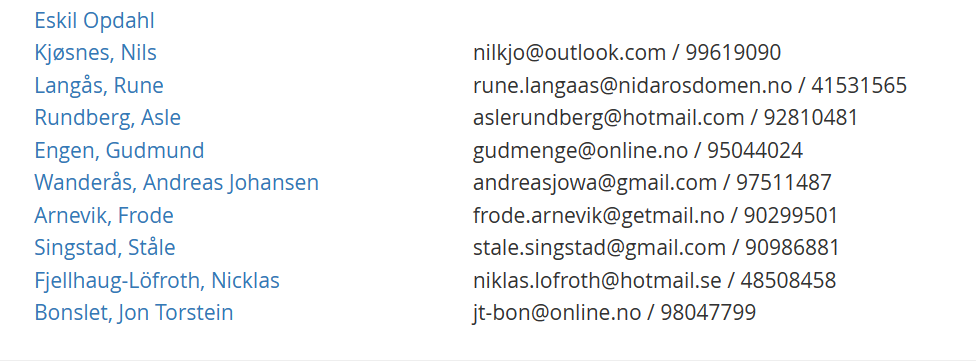 Eskil Opdahl
Kjøsnes, Nils nilkjo@outlook.com / 99619090
Langås, Rune rune.langaas@nidarosdomen.no / 41531565
Rundberg, Asle aslerundberg@hotmail.com / 92810481
Engen, Gudmund gudmenge@online.no / 95044024
Wanderås, Andreas Johansen andreasjowa@gmail.com / 97511487
Arnevik, Frode frode.arnevik@getmail.no / 90299501
Singstad, Ståle stale.singstad@gmail.com / 90986881
Fjellhaug-Löfroth, Nicklas niklas.lofroth@hotmail.se / 48508458
Bonslet, Jon Torstein jt-bon@online.no / 98047799